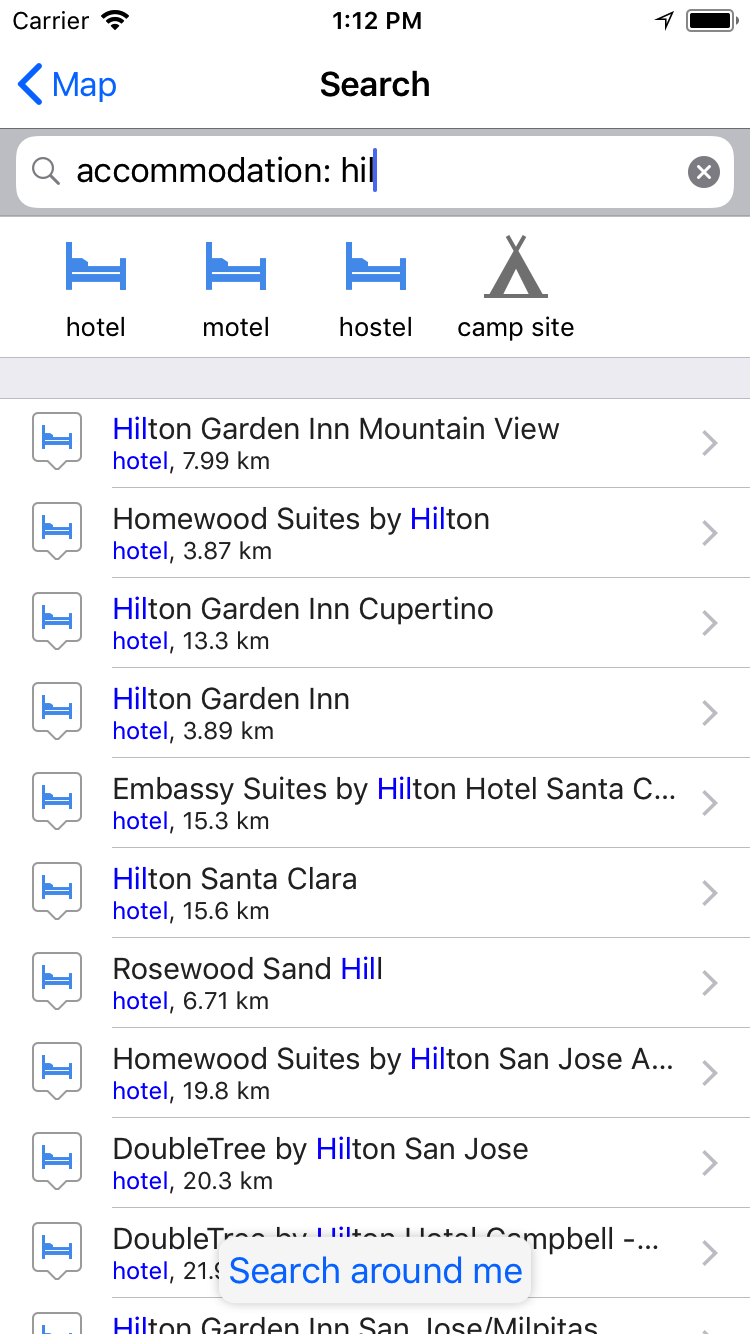 Carrier 1:12 PM
Map Search
accommodation: hil
hotel motel hostel camp site
Hilton Garden Inn Mountain View
hotel, 7.99 km
Homewood Suites by Hilton
hotel, 3.87 km
Hilton Garden Inn Cupertino
hotel, 13.3 km
Hilton Garden Inn
hotel, 3.89 km
Embassy Suites by Hilton Hotel Santa C...
hotel, 15.3 km
Hilton Santa Clara
hotel, 15.6 km
Rosewood Sand Hill
hotel, 6.71 km
Homewood Suites by Hilton San Jose A...
hotel, 19.8 km
DoubleTree by Hilton San Jose
hotel, 20.3 km
DoubleTree by Hilton Hotel Campbell -...
hotel, 21.9
Search around me
Hilton Garden Inn San Jose/Milpitas